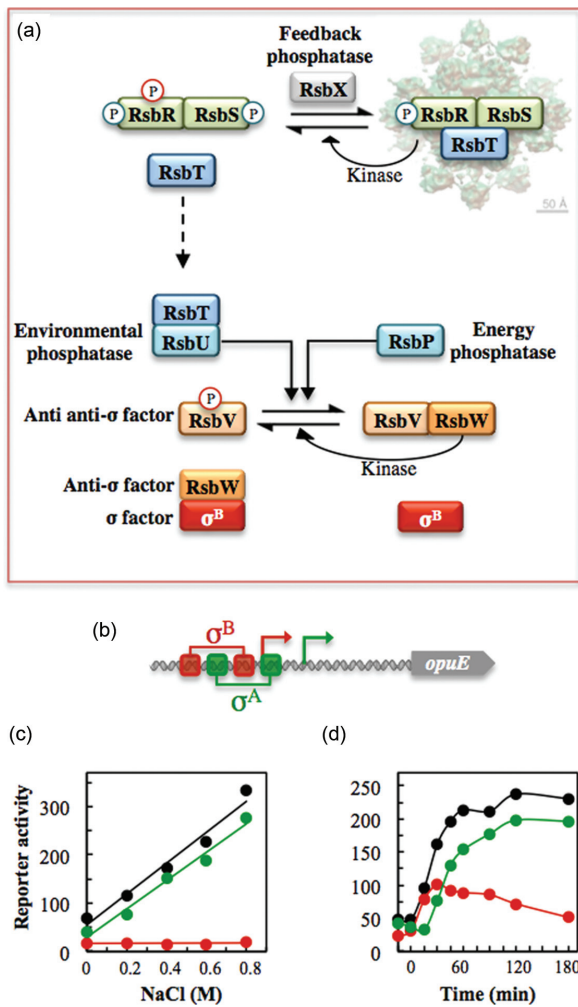 (a)
Feedback
phosphatase
RsbX
P
P RsbR RsbS P
P RsbR RsbS
RsbT
RsbT
Kinase
50 Å
RsbT
RsbU
Environmental
phosphatase
RsbP
Energy
phosphatase
P
Anti anti-σ factor
RsbV
RsbV RsbW
Kinase
Anti-σ factor
RsbW
σ factor
σB
σB
(b)
σB
σA
opuE
(c)
Reporter activity
300
200
100
0
0 0.2 0.4 0.6 0.8
NaCl (M)
(d)
250
200
150
100
50
0
0 60 120 180
Time (min)